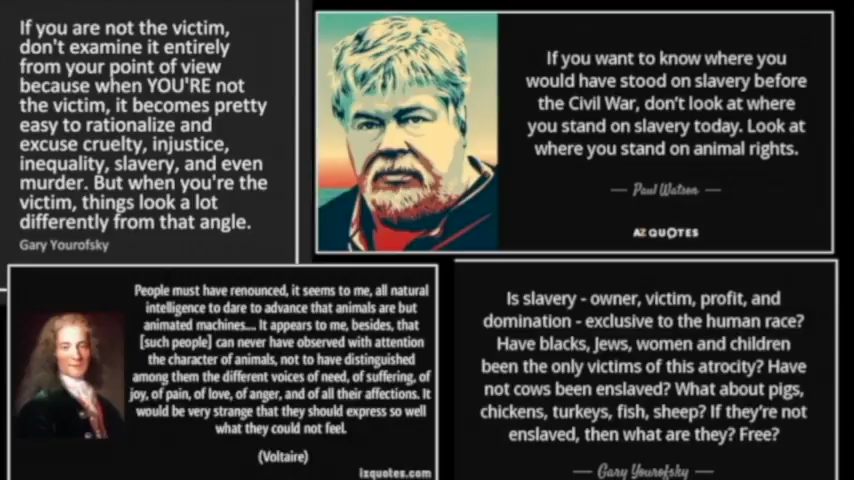 If you are not the victim,
don't examine it entirely
from your point of view
because when YOU'RE not
the victim, it becomes pretty
easy to rationalize and
excuse cruelty, injustice,
inequality, slavery, and even
murder. But when you're the
victim, things look a lot
differently from that angle.
Gary Yourofsky
If you want to know where you
would have stood on slavery before
the Civil War, don't look at where
you stand on slavery today. Look at
where you stand on animal rights.
— Paul Watson —
AZ QUOTES
People must have renounced, it seems to me, all natural
intelligence to dare to advance that animals are but
animated machines.... It appears to me, besides, that
[such people] can never have observed with attention
the character of animals, not to have distinguished
among them the different voices of need, of suffering, of
joy, of pain, of love, of anger, and of all their affections. It
would be very strange that they should express so well
what they could not feel.
(Voltaire)
izquotes.com
Is slavery - owner, victim, profit, and
domination - exclusive to the human race?
Have blacks, Jews, women and children
been the only victims of this atrocity? Have
not cows been enslaved? What about pigs,
chickens, turkeys, fish, sheep? If they're not
enslaved, then what are they? Free?
— Gary Yourofsky —